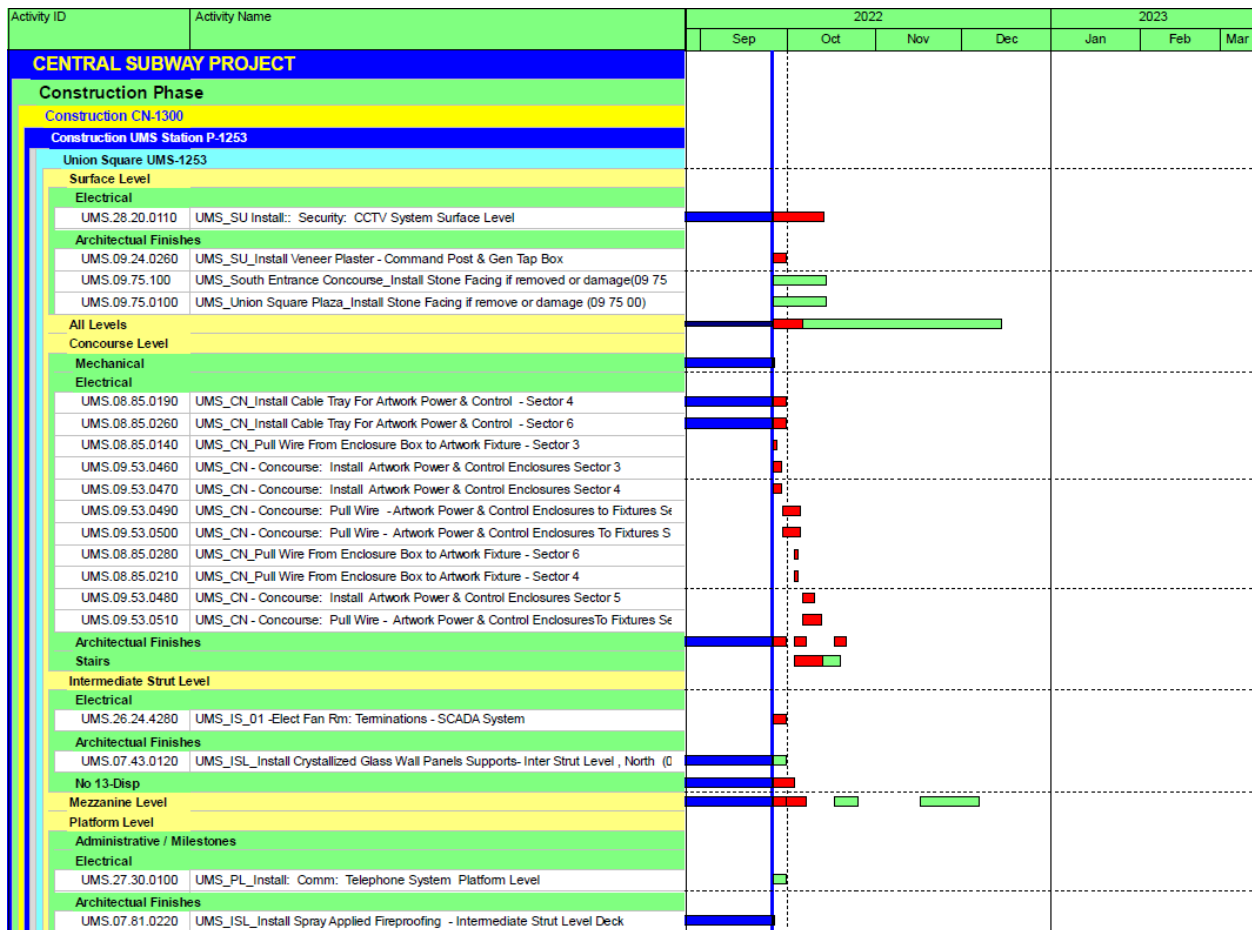 Activity ID Activity Name 2022 2023
Sep Oct Nov Dec Jan Feb Mar
CENTRAL SUBWAY PROJECT
Construction Phase
Construction CN-1300
Construction UMS Station P-1253
Union Square UMS-1253
Surface Level
Electrical
UMS.28.20.0110 UMS_SU Install:: Security: CCTV System Surface Level
Architectual Finishes
UMS.09.24.0260 UMS_SU_Install Veneer Plaster - Command Post & Gen Tap Box
UMS.09.75.100 UMS_South Entrance Concourse_Install Stone Facing if removed or damage(09 75
UMS.09.75.0100 UMS_Union Square Plaza_Install Stone Facing if remove or damage (09 75 00)
All Levels
Concourse Level
Mechanical
Electrical
UMS.08.85.0190 UMS_CN_Install Cable Tray For Artwork Power & Control - Sector 4
UMS.08.85.0260 UMS_CN_Install Cable Tray For Artwork Power & Control - Sector 6
UMS.08.85.0140 UMS_CN_Pull Wire From Enclosure Box to Artwork Fixture - Sector 3
UMS.09.53.0460 UMS_CN - Concourse: Install Artwork Power & Control Enclosures Sector 3
UMS.09.53.0470 UMS_CN - Concourse: Install Artwork Power & Control Enclosures Sector 4
UMS.09.53.0490 UMS_CN - Concourse: Pull Wire -Artwork Power & Control Enclosures to Fixtures Se
UMS.09.53.0500 UMS_CN - Concourse: Pull Wire - Artwork Power & Control Enclosures To Fixtures S
UMS.08.85.0280 UMS_CN_Pull Wire From Enclosure Box to Artwork Fixture - Sector 6
UMS.08.85.0210 UMS_CN_Pull Wire From Enclosure Box to Artwork Fixture - Sector 4
UMS.09.53.0480 UMS_CN - Concourse: Install Artwork Power & Control Enclosures Sector 5
UMS.09.53.0510 UMS_CN - Concourse: Pull Wire - Artwork Power & Control EnclosuresTo Fixtures Se
Architectual Finishes
Stairs
Intermediate Strut Level
Electrical
UMS.26.24.4280 UMS_IS_01 -Elect Fan Rm: Terminations - SCADA System
Architectual Finishes
UMS.07.43.0120 UMS_ISL_Install Crystallized Glass Wall Panels Supports- Inter Strut Level , North (0
No 13-Disp
Mezzanine Level
Platform Level
Administrative / Milestones
Electrical
UMS.27.30.0100 UMS_PL_Install: Comm: Telephone System Platform Level
Architectual Finishes
UMS.07.81.0220 UMS_ISL_Install Spray Applied Fireproofing - Intermediate Strut Level Deck